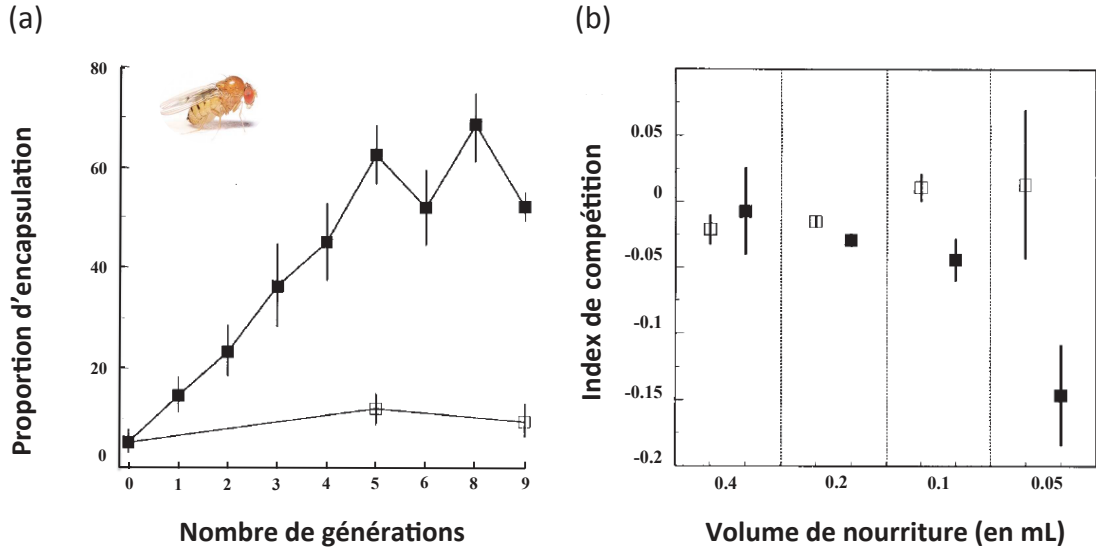 (a)
Proportion d'encapsulation
80
60
40
20
0
0 1 2 3 4 5 6 8 9
Nombre de générations
(b)
Index de compétition
0.05
0
-0.05
-0.1
-0.15
-0.2
0.4 0.2 0.1 0.05
Volume de nourriture (en mL)